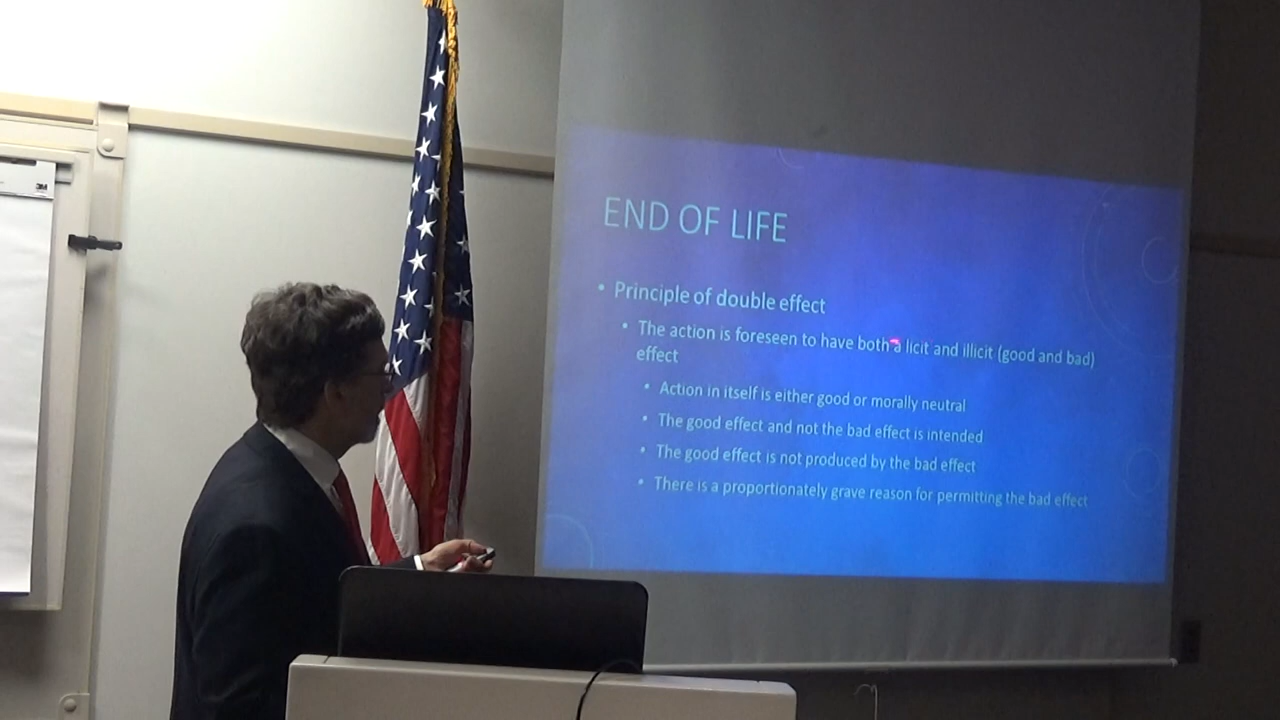 3M
END OF LIFE
• Principle of double effect
• The action is foreseen to have both a licit and illicit (good and bad)
effect
• Action in itself is either good or morally neutral
• The good effect and not the bad effect is intended
• The good effect is not produced by the bad effect
• There is a proportionately grave reason for permitting the bad effect